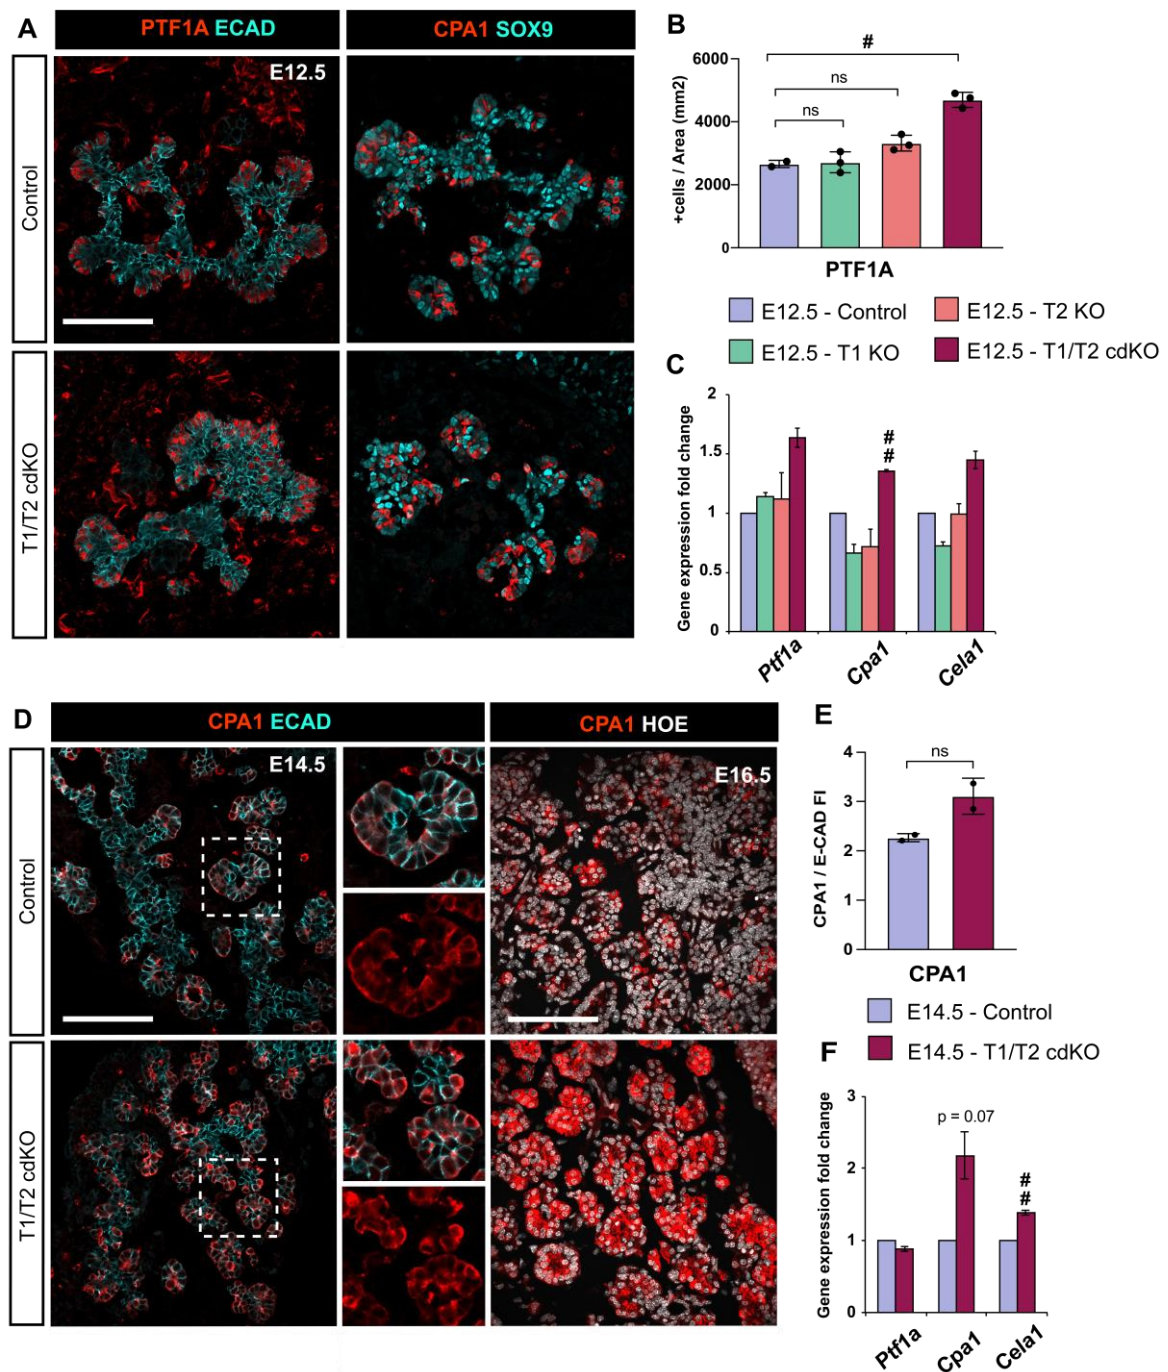 A
PTF1A ECAD
CPA1 SOX9
E12.5
Control
T1/T2 cdKO
B
#
ns
ns
6000
4000
2000
0
+cells / Area (mm2)
PTF1A
E12.5 - Control
E12.5 - T2 KO
E12.5 - T1 KO
E12.5 - T1/T2 cdKO
C
2
1.5
1
0.5
0
Gene expression fold change
#
#
Ptf1a
Cpa1
Cela1
D
CPA1 ECAD
CPA1 HOE
E14.5
E16.5
Control
T1/T2 cdKO
E
ns
4
3
2
1
0
CPA1 / E-CAD FI
CPA1
E14.5 - Control
E14.5 - T1/T2 cdKO
F
3
2
1
0
Gene expression fold change
p = 0.07
#
#
Ptf1a
Cpa1
Cela1